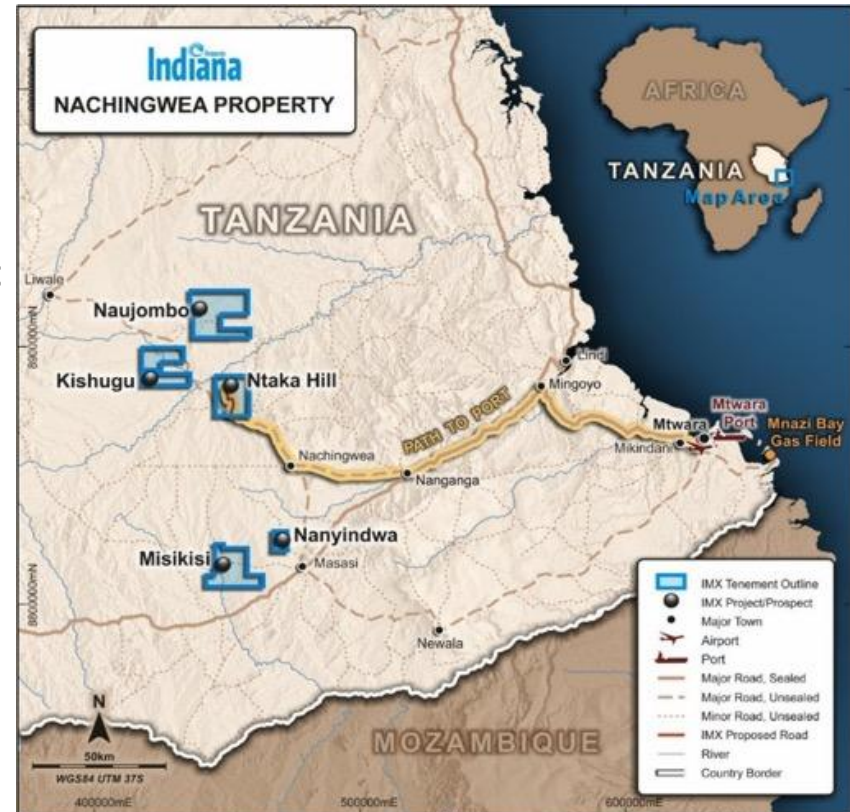 Indiana
NACHINGWEA PROPERTY
AFRICA
TANZANIA
Map Area
TANZANIA
Liwale
Naujombo
Kishugu
Ntaka Hill
Lindi
Mingoyo
PATH TO PORT
Mtwara
Port
Mtwara
Mnazi Bay
Gas Field
Mikindani
Nachingwea
Nanganga
Nanyindwa
Misikisi
Masasi
Newala
8900000mN
8800000mN
MOZAMBIQUE
N
50km
WGS84 UTM 37S
400000mE
500000mE
600000mE
IMX Tenement Outline
IMX Project/Prospect
Major Town
Airport
Port
Major Road, Sealed
Major Road, Unsealed
Minor Road, Unsealed
IMX Proposed Road
River
Country Border